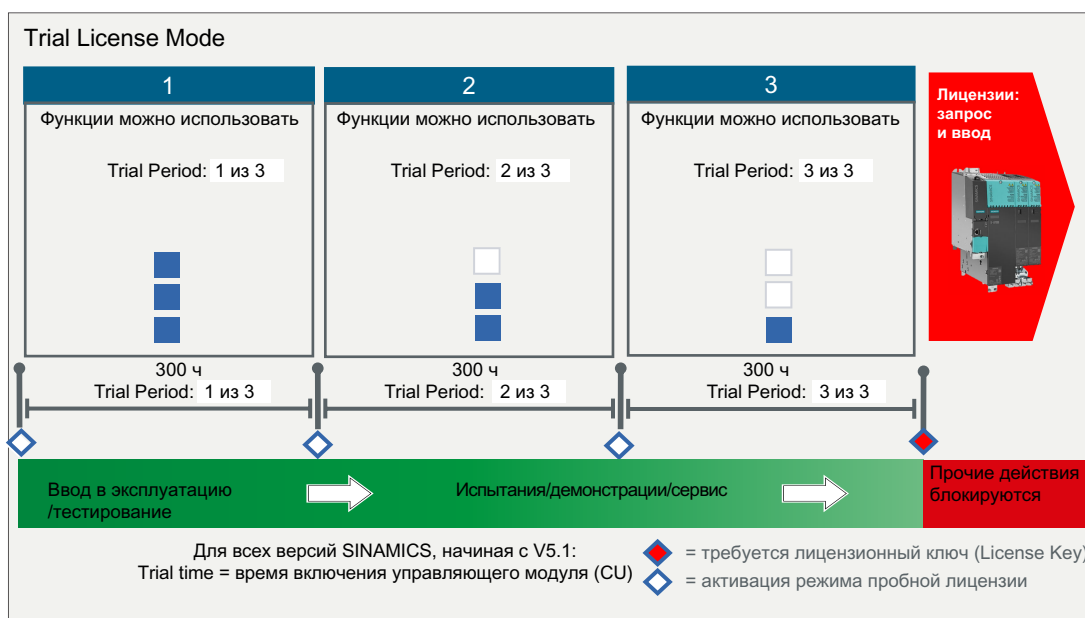 Trial License Mode
1
2
3
Функции можно использовать
Функции можно использовать
Функции можно использовать
Trial Period: 1 из 3
Trial Period: 2 из 3
Trial Period: 3 из 3
Лицензии:
запрос
и ввод
300 ч
Trial Period: 1 из 3
300 ч
Trial Period: 2 из 3
300 ч
Trial Period: 3 из 3
Ввод в эксплуатацию
/тестирование
Испытания/демонстрации/сервис
Прочие действия
блокируются
Для всех версий SINAMICS, начиная с V5.1:
Trial time = время включения управляющего модуля (CU)
= требуется лицензионный ключ (License Key)
= активация режима пробной лицензии